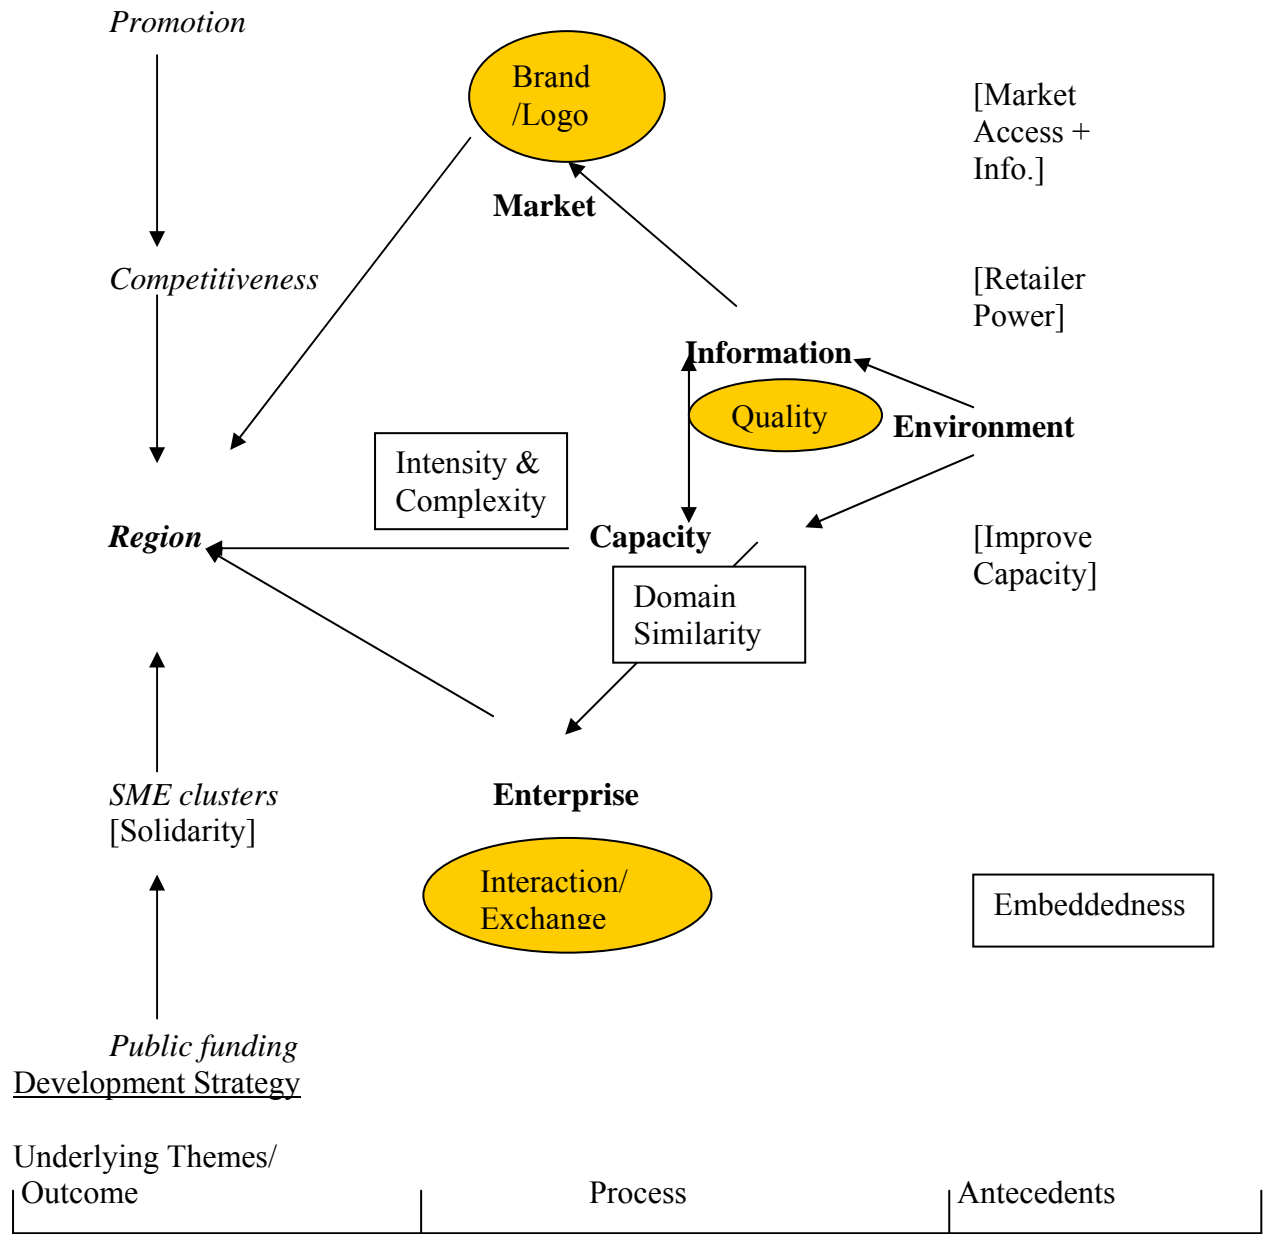 Promotion
Brand
/Logo
[Market
Access +
Info.]
Market
Competitiveness
[Retailer
Power]
Information
Quality
Environment
Intensity &
Complexity
Region
Capacity
[Improve
Capacity]
Domain
Similarity
SME clusters
[Solidarity]
Enterprise
Interaction/
Exchange
Embeddedness
Public funding
Development Strategy
Underlying Themes/
Outcome
Process
Antecedents